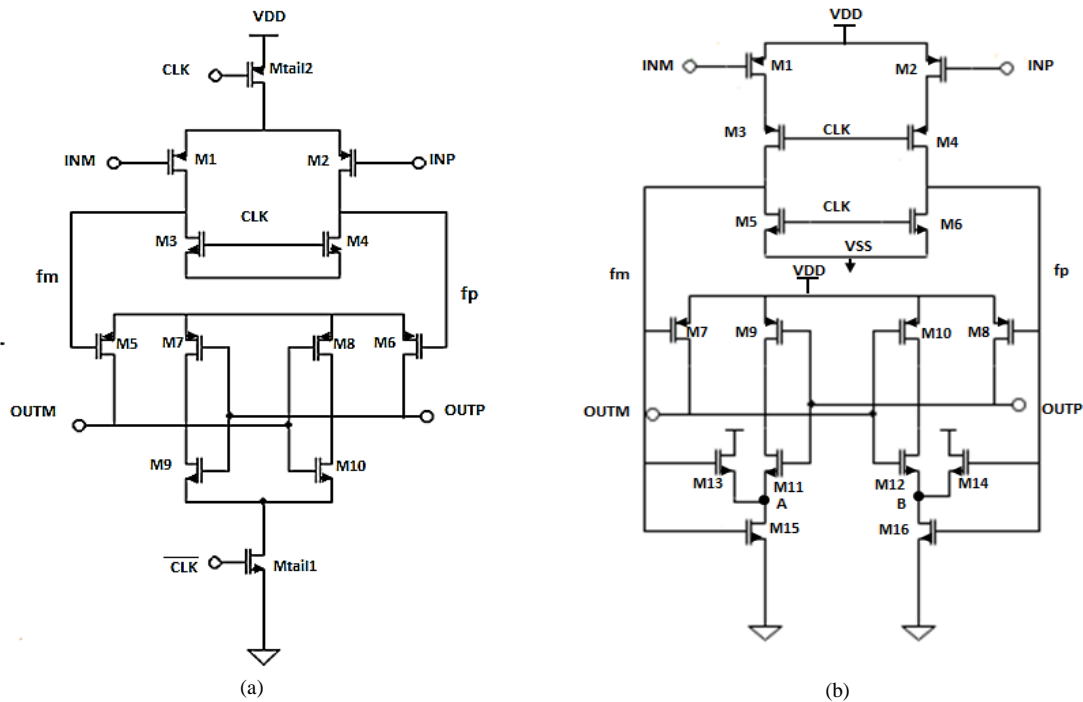 VDD
CLK
Mtail2
INM
M1
M2
INP
CLK
M3
M4
fm
fp
M5
M7
M8
M6
OUTM
OUTP
M9
M10
CLK
Mtail1
(a)
VDD
INM
M1
M2
INP
M3
CLK
M4
M5
CLK
M6
VSS
fm
VDD
fp
M7
M9
M10
M8
OUTM
OUTP
M13
M11
M12
M14
A
B
M15
M16
(b)